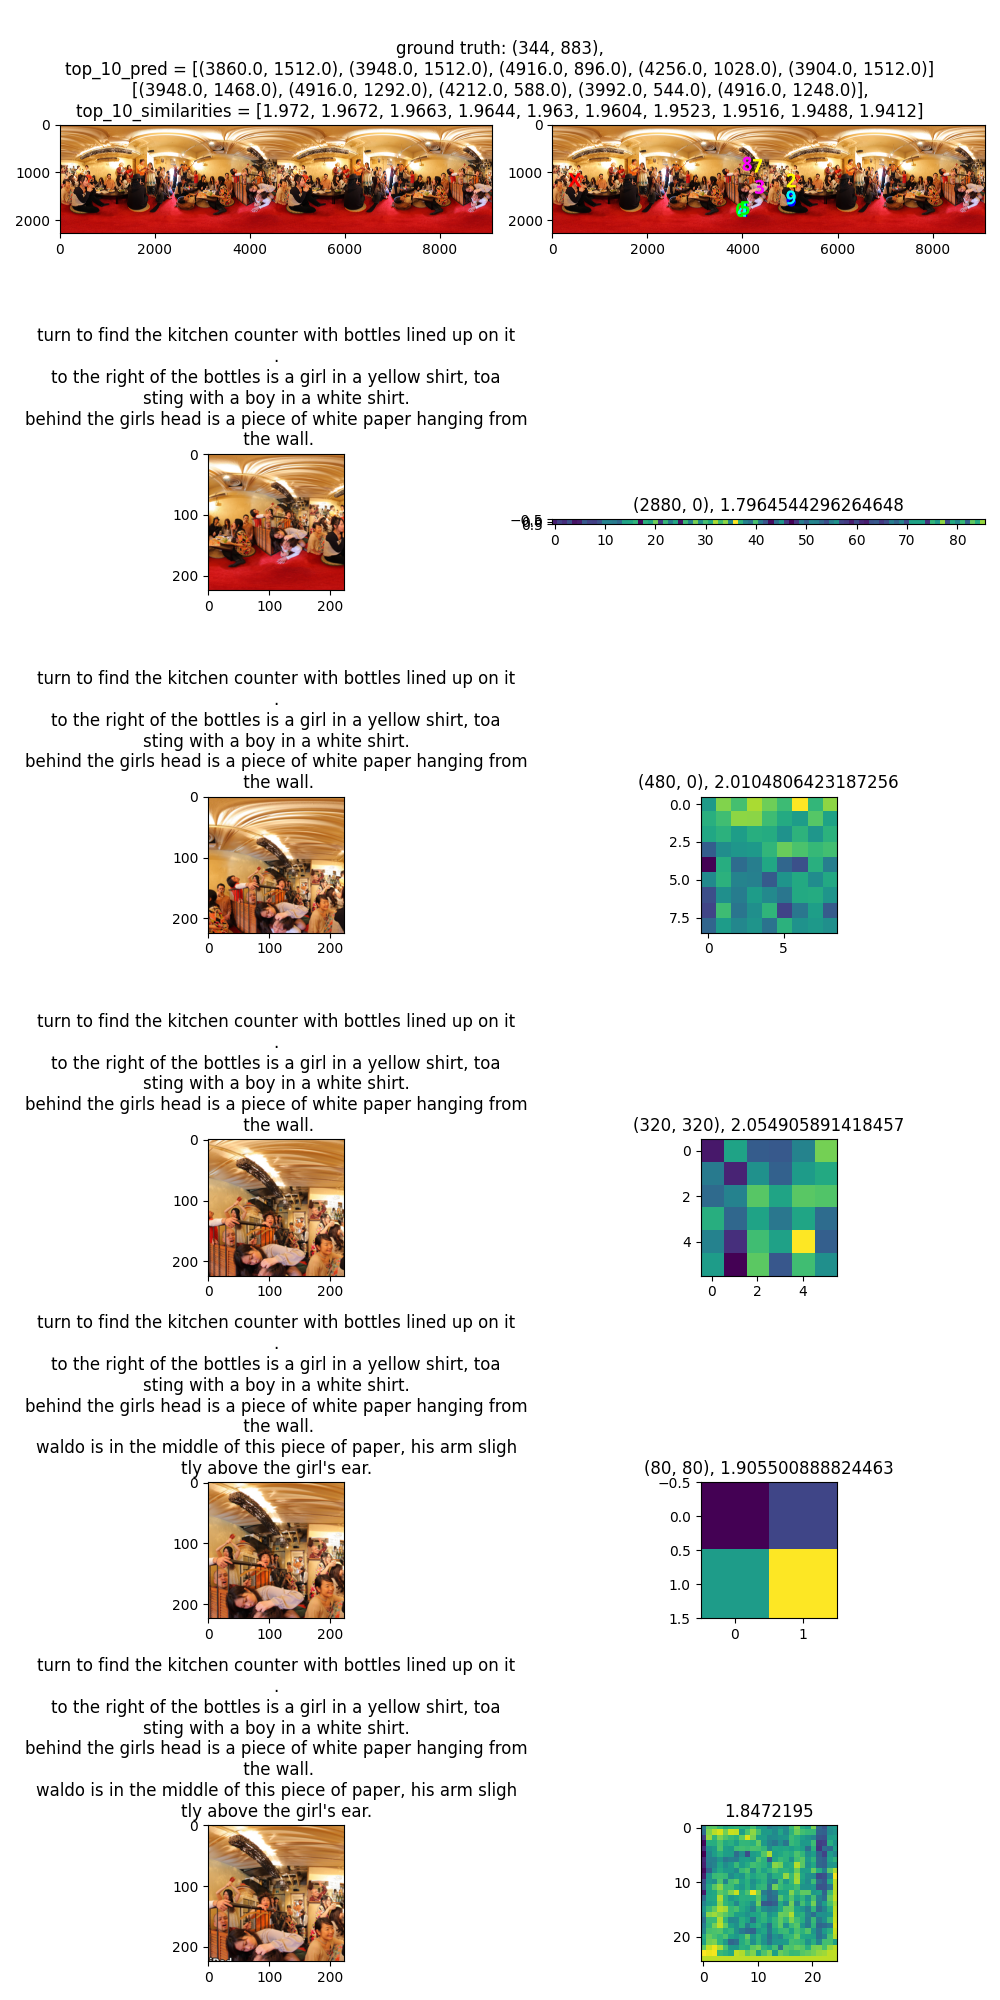 ground truth: (344, 883),
top_10_pred = [(3860.0, 1512.0), (3948.0, 1512.0), (4916.0, 896.0), (4256.0, 1028.0), (3904.0, 1512.0)]
[(3948.0, 1468.0), (4916.0, 1292.0), (4212.0, 588.0), (3992.0, 544.0), (4916.0, 1248.0)],
top_10_similarities = [1.972, 1.9672, 1.9663, 1.9644, 1.963, 1.9604, 1.9523, 1.9516, 1.9488, 1.9412]
0
1000
2000
0 2000 4000 6000 8000
0
1000
2000
8 7
3 2
9
0 2000 4000 6000 8000
turn to find the kitchen counter with bottles lined up on it
.
to the right of the bottles is a girl in a yellow shirt, toa
sting with a boy in a white shirt.
behind the girls head is a piece of white paper hanging from
the wall.
0
100
200
0 100 200
(2880, 0), 1.7964544296264648
0 10 20 30 40 50 60 70 80
turn to find the kitchen counter with bottles lined up on it
.
to the right of the bottles is a girl in a yellow shirt, toa
sting with a boy in a white shirt.
behind the girls head is a piece of white paper hanging from
the wall.
0
100
200
0 100 200
(480, 0), 2.0104806423187256
0.0
2.5
5.0
7.5
0 5
turn to find the kitchen counter with bottles lined up on it
.
to the right of the bottles is a girl in a yellow shirt, toa
sting with a boy in a white shirt.
behind the girls head is a piece of white paper hanging from
the wall.
0
100
200
0 100 200
(320, 320), 2.054905891418457
0
2
4
0 2 4
turn to find the kitchen counter with bottles lined up on it
.
to the right of the bottles is a girl in a yellow shirt, toa
sting with a boy in a white shirt.
behind the girls head is a piece of white paper hanging from
the wall.
waldo is in the middle of this piece of paper, his arm sligh
tly above the girl's ear.
0
100
200
0 100 200
(80, 80), 1.905500888824463
−0.5
0.0
0.5
1.0
1.5
0 1
turn to find the kitchen counter with bottles lined up on it
.
to the right of the bottles is a girl in a yellow shirt, toa
sting with a boy in a white shirt.
behind the girls head is a piece of white paper hanging from
the wall.
waldo is in the middle of this piece of paper, his arm sligh
tly above the girl's ear.
0
100
200
0 100 200
1.8472195
0
10
20
0 10 20